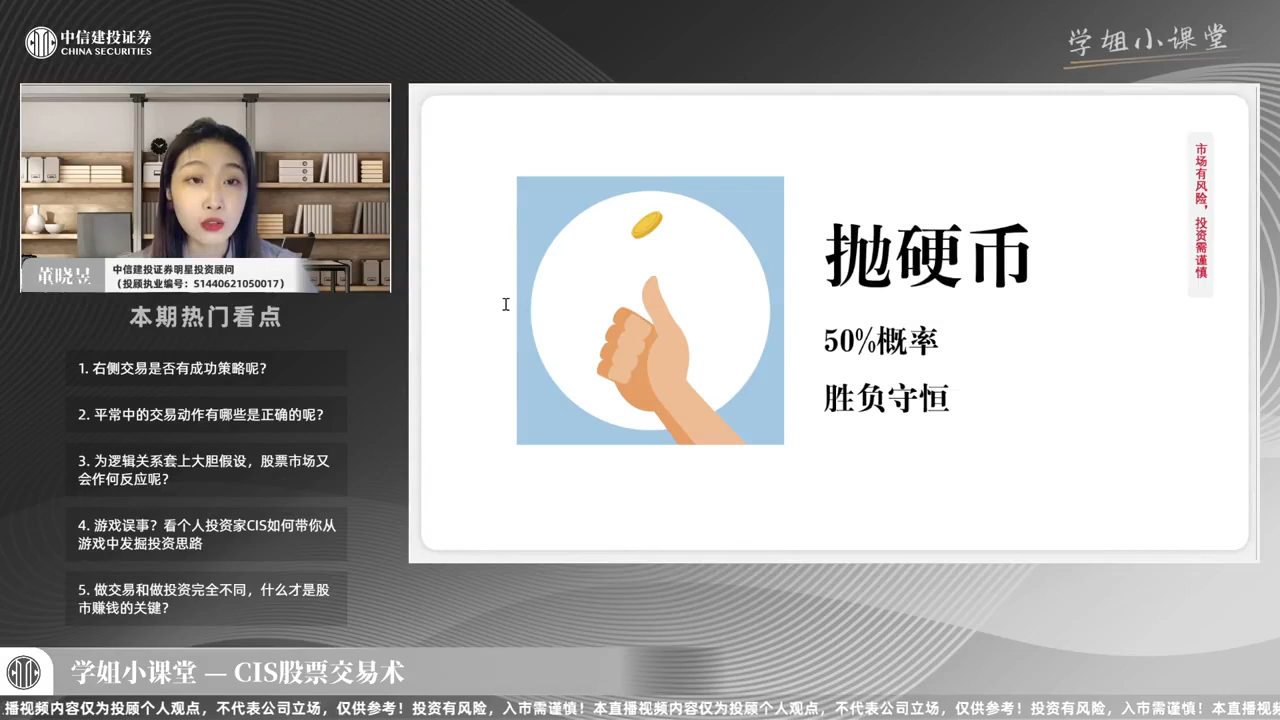 中信建投证券
CHINA SECURITIES
学姐小课堂
董晓昱
中信建投证券明星投资顾问
(投顾执业编号:S1440621050017)
本期热门看点
1. 右侧交易是否有成功策略呢?
2. 平常中的交易动作有哪些是正确的呢?
3. 为逻辑关系套上大胆假设,股票市场又
会作何反应呢?
4. 游戏误事?看个人投资家CIS如何带你从
游戏中发掘投资思路
5. 做交易和做投资完全不同,什么才是股
市赚钱的关键?
抛硬币
50%概率
胜负守恒
市场有风险,投资需谨慎
学姐小课堂 — CIS股票交易术
播视频内容仅为投顾个人观点,不代表公司立场,仅供参考!投资有风险,入市需谨慎!本直播视频内容仅为投顾个人观点,不代表公司立场,仅供参考!投资有风险,入市需谨慎!本直播视